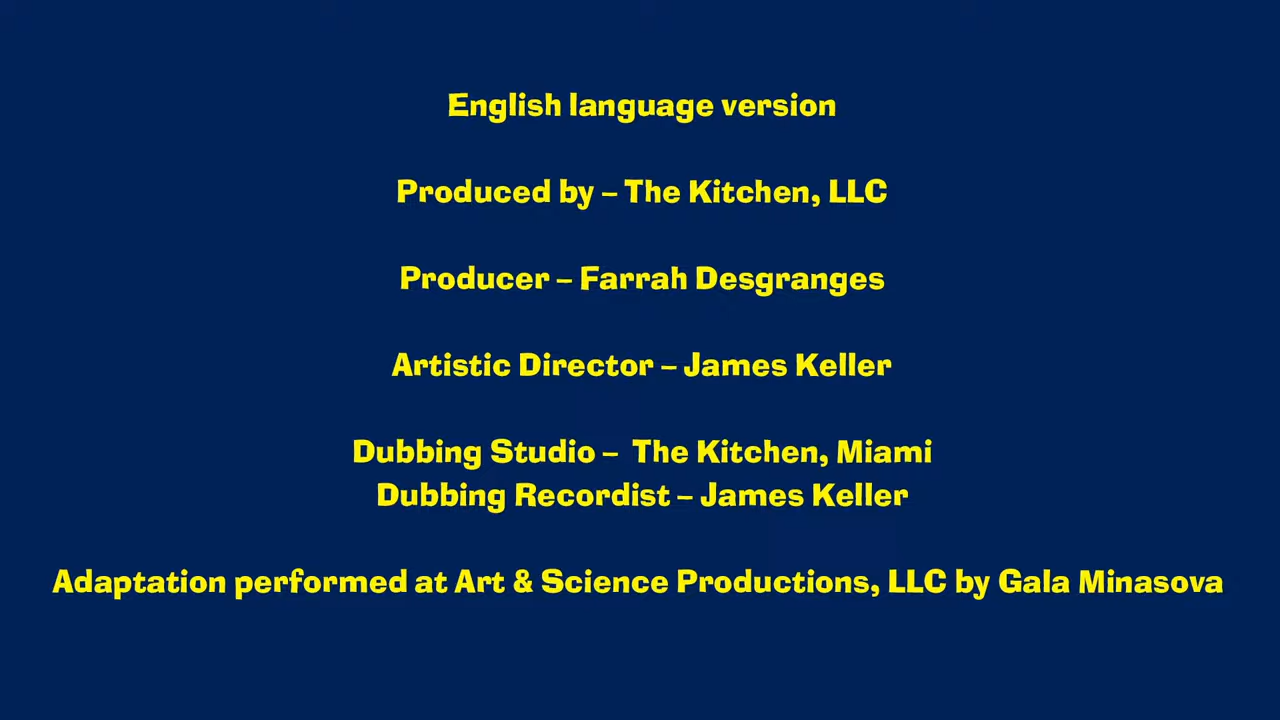 English language version
Produced by – The Kitchen, LLC
Producer – Farrah Desgranges
Artistic Director – James Keller
Dubbing Studio – The Kitchen, Miami
Dubbing Recordist – James Keller
Adaptation performed at Art & Science Productions, LLC by Gala Minasova